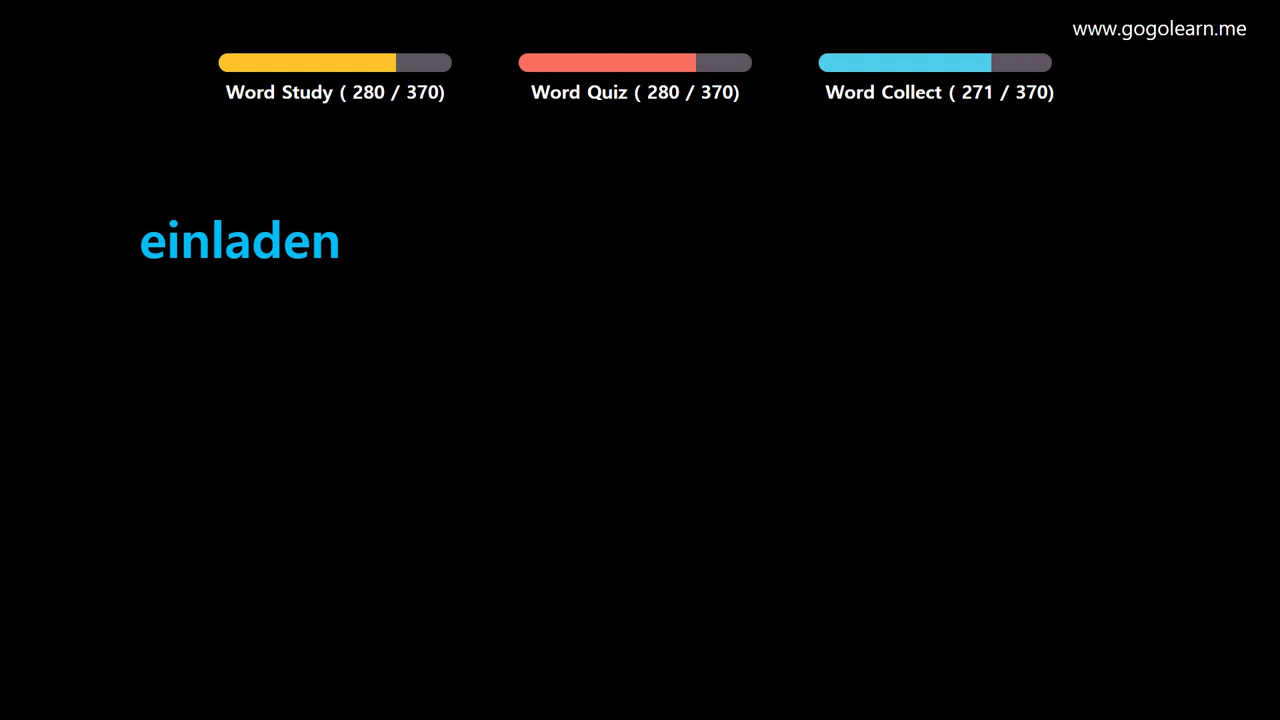 www.gogolearn.me
Word Study ( 280 / 370)
Word Quiz ( 280 / 370)
Word Collect ( 271 / 370)
einladen